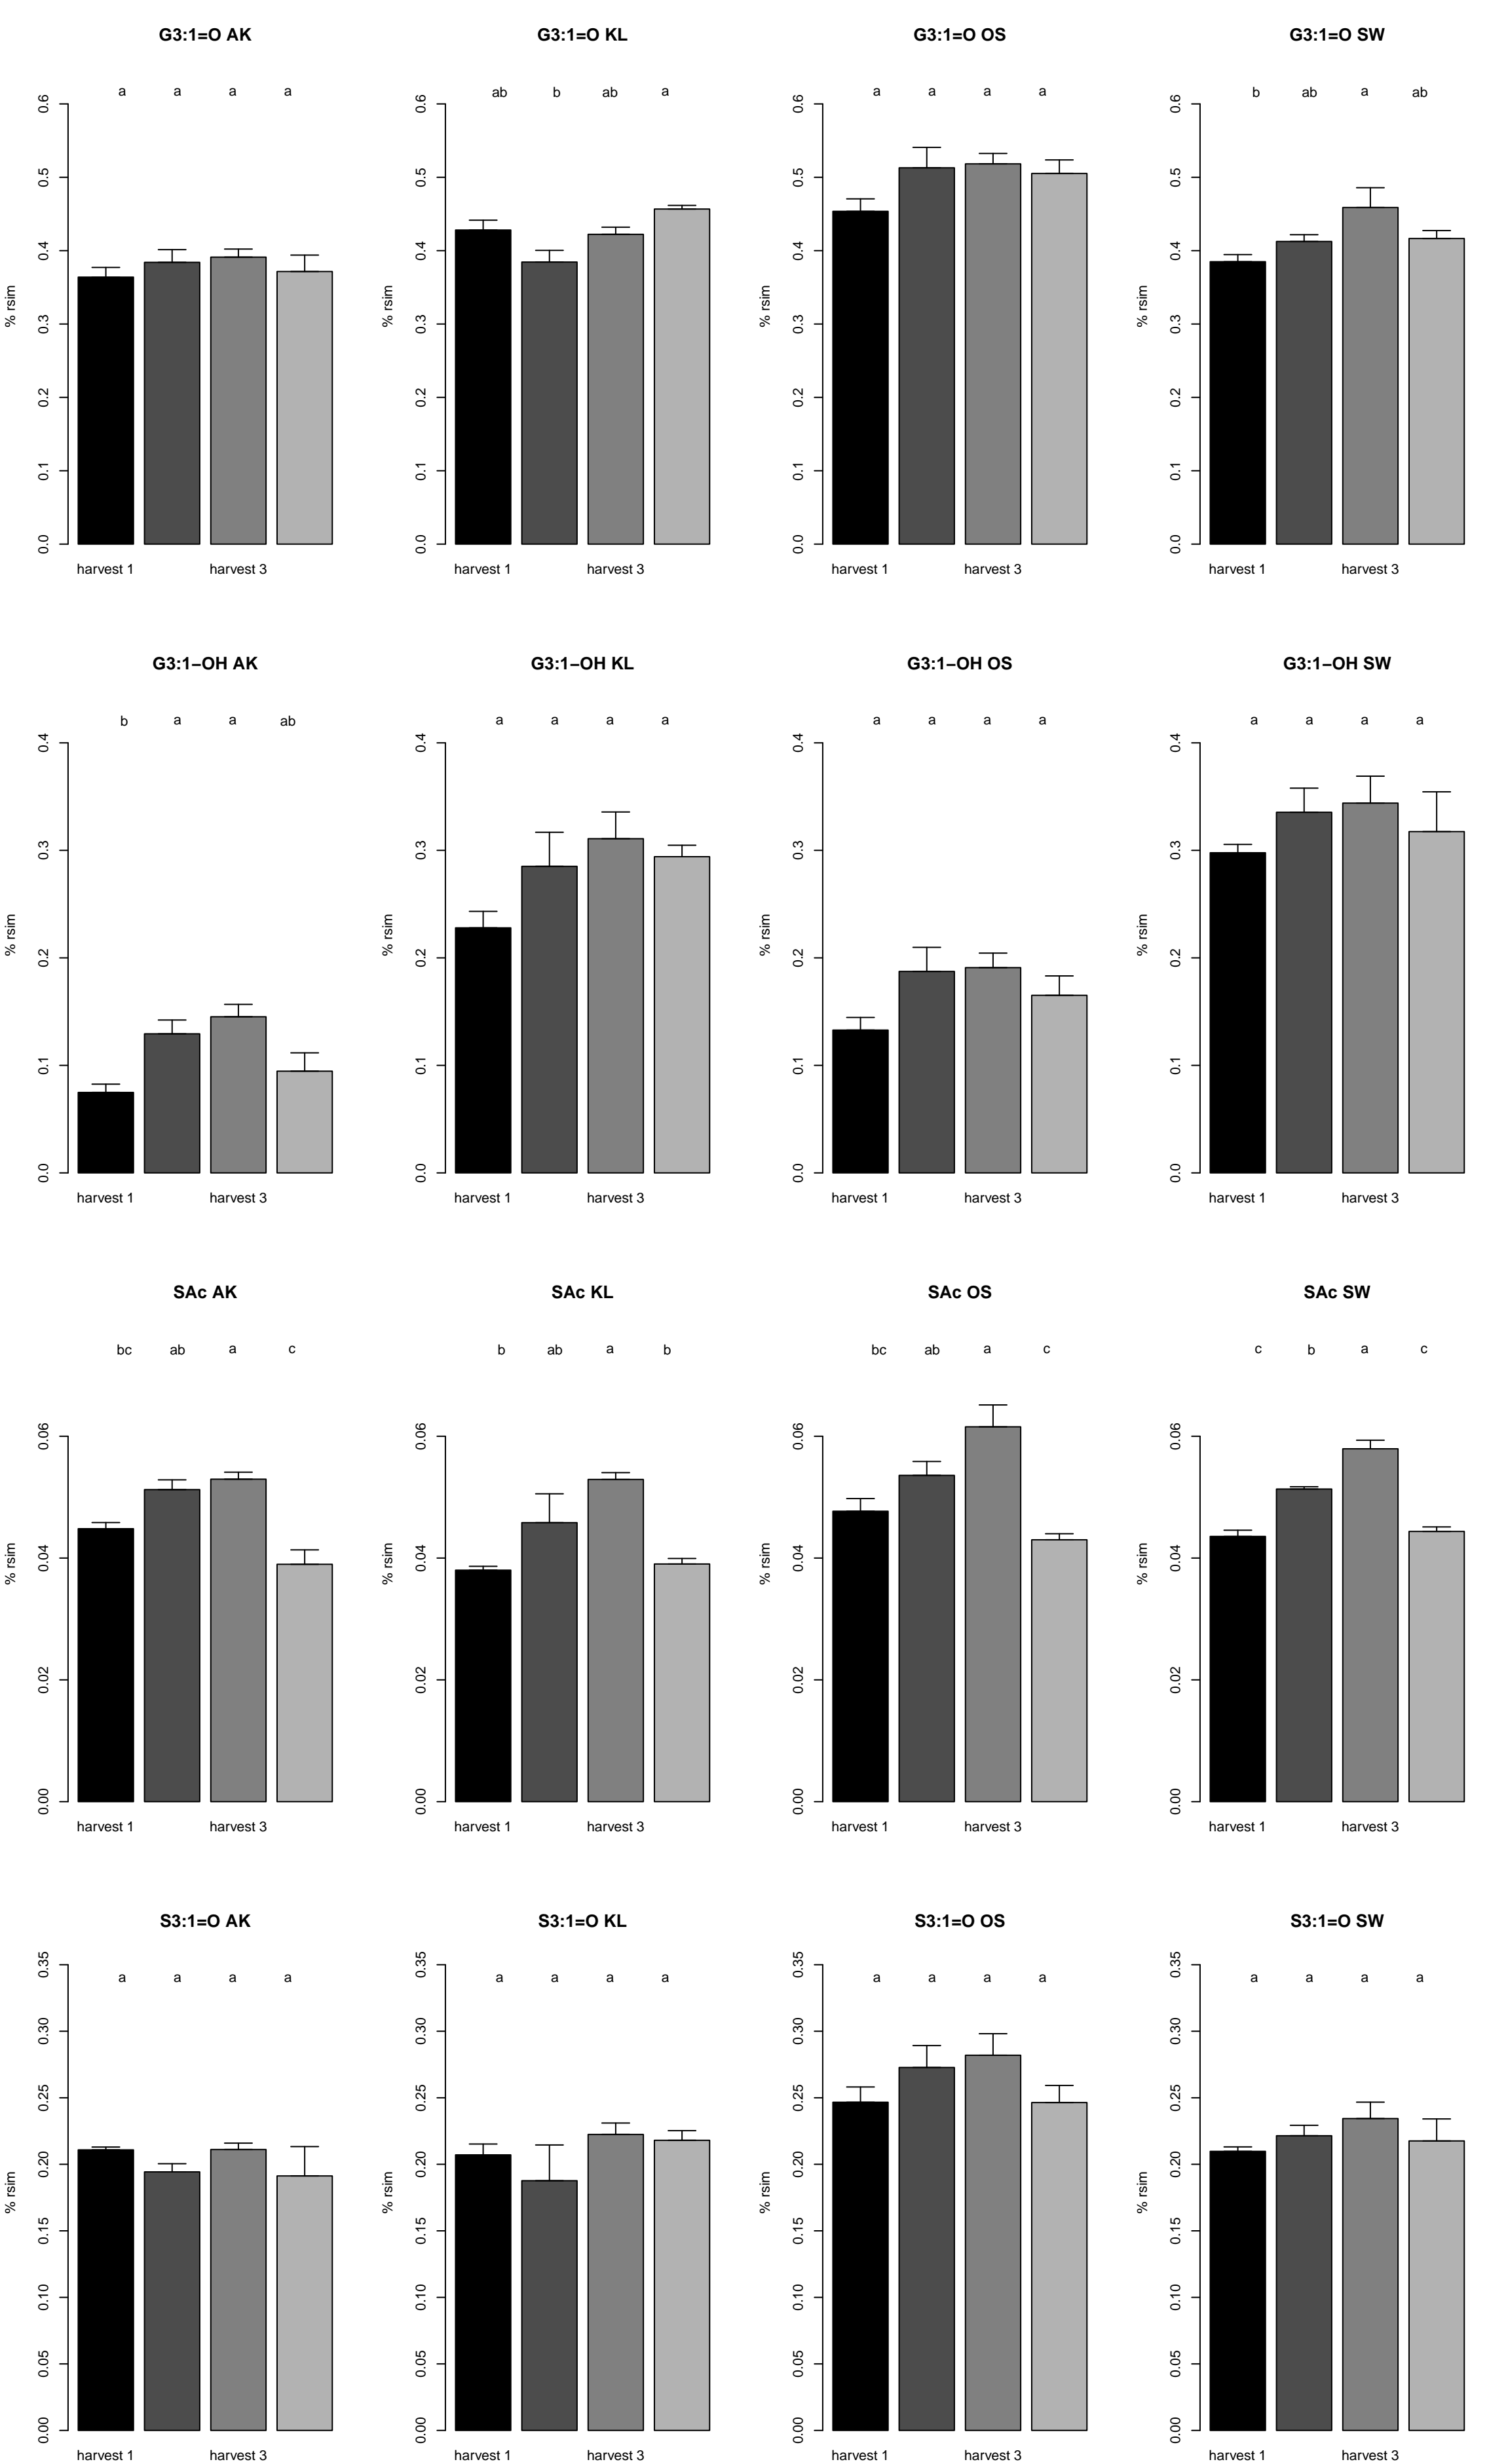 G3:1=O AK G3:1=O KL G3:1=O OS G3:1=O SW
a a a a ab b ab a a a a a b ab a ab
% rsim % rsim % rsim % rsim
0.0 0.1 0.2 0.3 0.4 0.5 0.6 0.0 0.1 0.2 0.3 0.4 0.5 0.6 0.0 0.1 0.2 0.3 0.4 0.5 0.6 0.0 0.1 0.2 0.3 0.4 0.5 0.6
harvest 1 harvest 3 harvest 1 harvest 3 harvest 1 harvest 3 harvest 1 harvest 3
G3:1–OH AK G3:1–OH KL G3:1–OH OS G3:1–OH SW
b a a ab a a a a a a a a a a a a
% rsim % rsim % rsim % rsim
0.0 0.1 0.2 0.3 0.4 0.0 0.1 0.2 0.3 0.4 0.0 0.1 0.2 0.3 0.4 0.0 0.1 0.2 0.3 0.4
harvest 1 harvest 3 harvest 1 harvest 3 harvest 1 harvest 3 harvest 1 harvest 3
SAc AK SAc KL SAc OS SAc SW
bc ab a c b ab a b bc ab a c c b a c
% rsim % rsim % rsim % rsim
0.00 0.02 0.04 0.06 0.00 0.02 0.04 0.06 0.00 0.02 0.04 0.06 0.00 0.02 0.04 0.06
harvest 1 harvest 3 harvest 1 harvest 3 harvest 1 harvest 3 harvest 1 harvest 3
S3:1=O AK S3:1=O KL S3:1=O OS S3:1=O SW
a a a a a a a a a a a a a a a a
% rsim % rsim % rsim % rsim
0.00 0.05 0.10 0.15 0.20 0.25 0.30 0.35 0.00 0.05 0.10 0.15 0.20 0.25 0.30 0.35 0.00 0.05 0.10 0.15 0.20 0.25 0.30 0.35 0.00 0.05 0.10 0.15 0.20 0.25 0.30 0.35
harvest 1 harvest 3 harvest 1 harvest 3 harvest 1 harvest 3 harvest 1 harvest 3